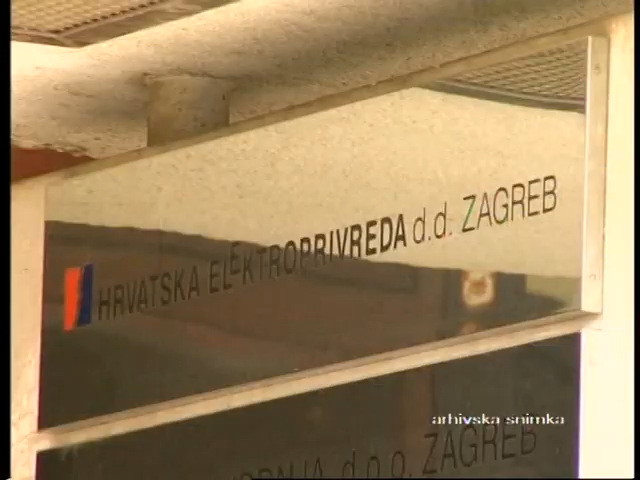 HRVATSKA ELEKTROPRIVREDA d.d. ZAGREB
arhivska snimka
d.o.o. ZAGREB